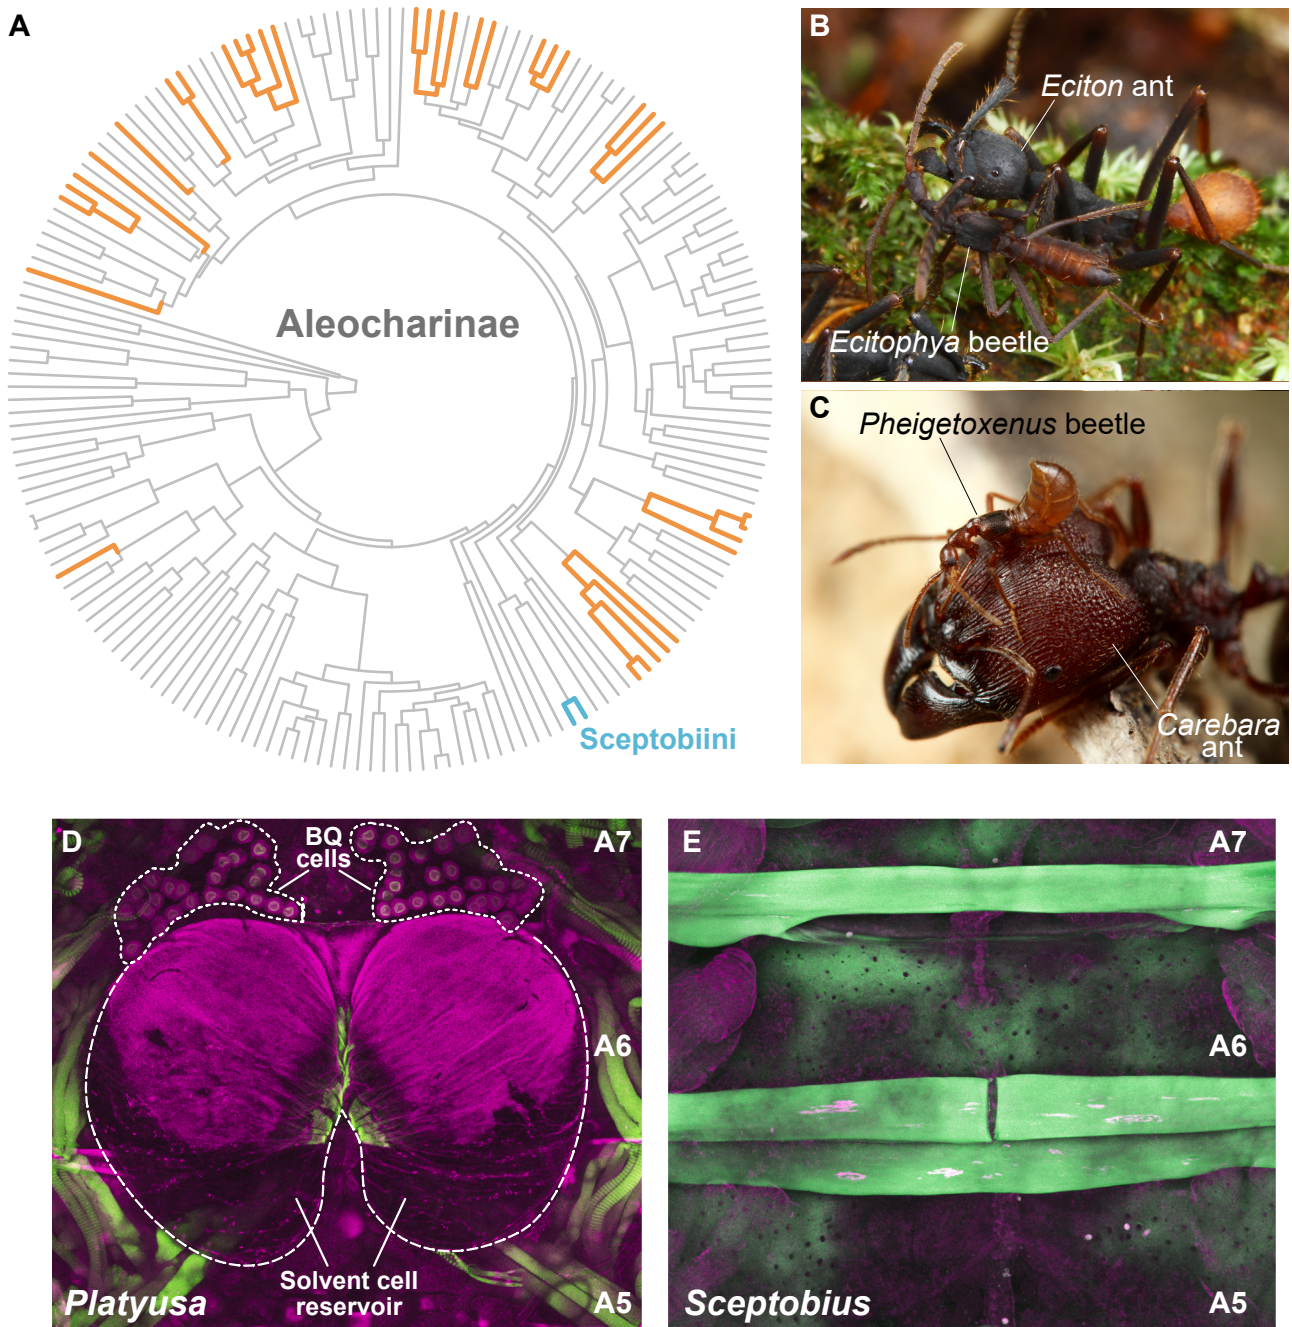 A
Aleocharinae
Sceptobiini
B
Eciton ant
Ecitophya beetle
C
Pheigetoxenus beetle
Carebara
ant
D
BQ
cells
A7
A6
Solvent cell
reservoir
A5
Platyusa
E
A7
A6
A5
Sceptobius